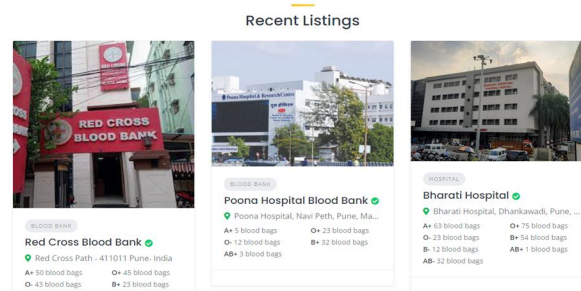 Recent Listings
RED CROSS
BLOOD BANK
BLOOD BANK
Red Cross Blood Bank
Red Cross Path - 411011 Pune- India
A+ 50 blood bags O+ 45 blood bags
O- 43 blood bags B+ 23 blood bags
Poona Hospital & Research Centre
BLOOD BANK
Poona Hospital Blood Bank
Poona Hospital, Navi Peth, Pune, Ma...
A+ 5 blood bags O+ 23 blood bags
O- 12 blood bags B+ 32 blood bags
AB+ 3 blood bags
HOSPITAL
Bharati Hospital
Bharati Hospital, Dhankawadi, Pune, ...
A+ 63 blood bags O+ 75 blood bags
O- 23 blood bags B+ 54 blood bags
B- 12 blood bags AB+ 1 blood bags
AB- 32 blood bags